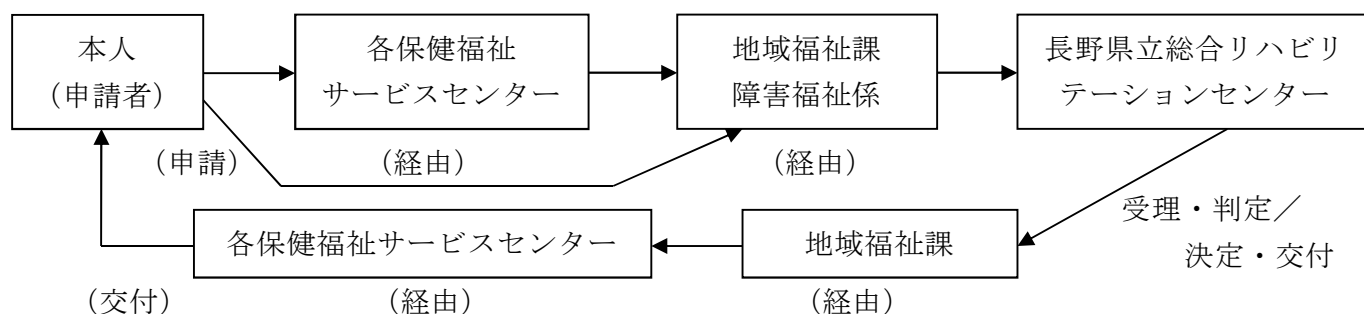 本人
（申請者）
各保健福祉
サービスセンター
地域福祉課
障害福祉係
長野県立総合リハビリ
テーションセンター
（申請）
（経由）
（経由）
受理・判定／
決定・交付
各保健福祉サービスセンター
地域福祉課
（交付）
（経由）
（経由）